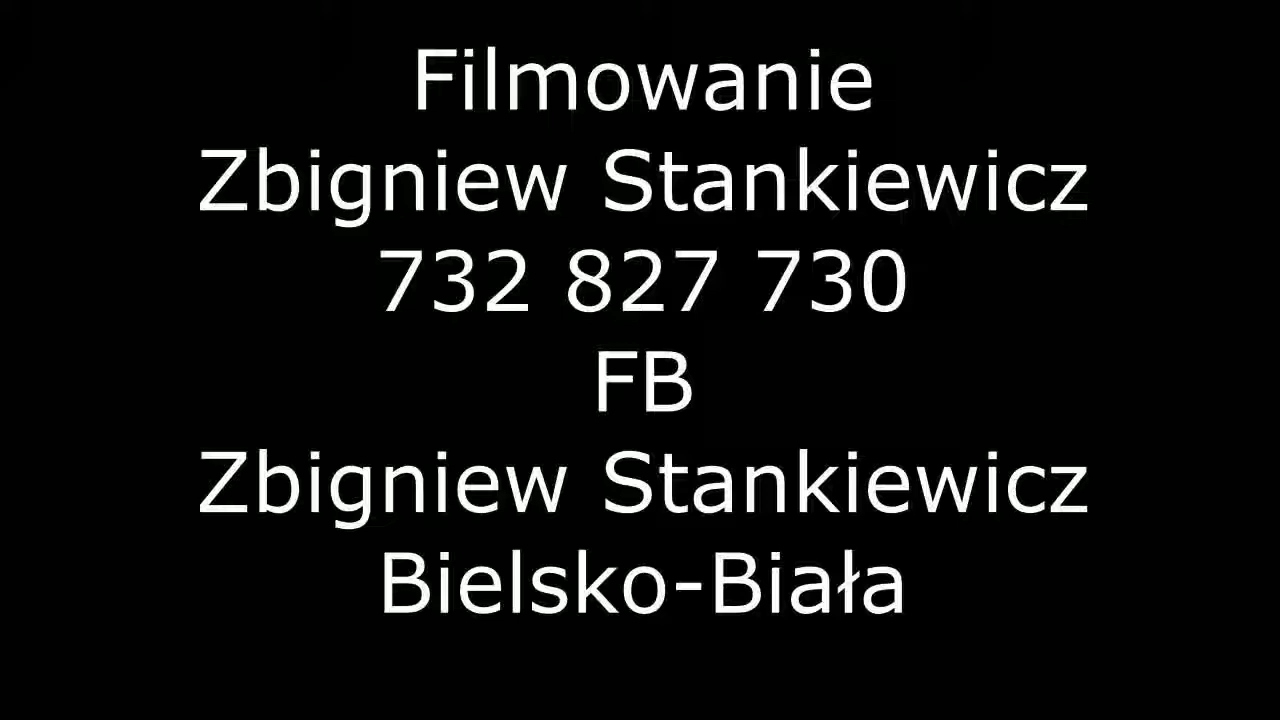 Filmowanie
Zbigniew Stankiewicz
732 827 730
FB
Zbigniew Stankiewicz
Bielsko-Biała